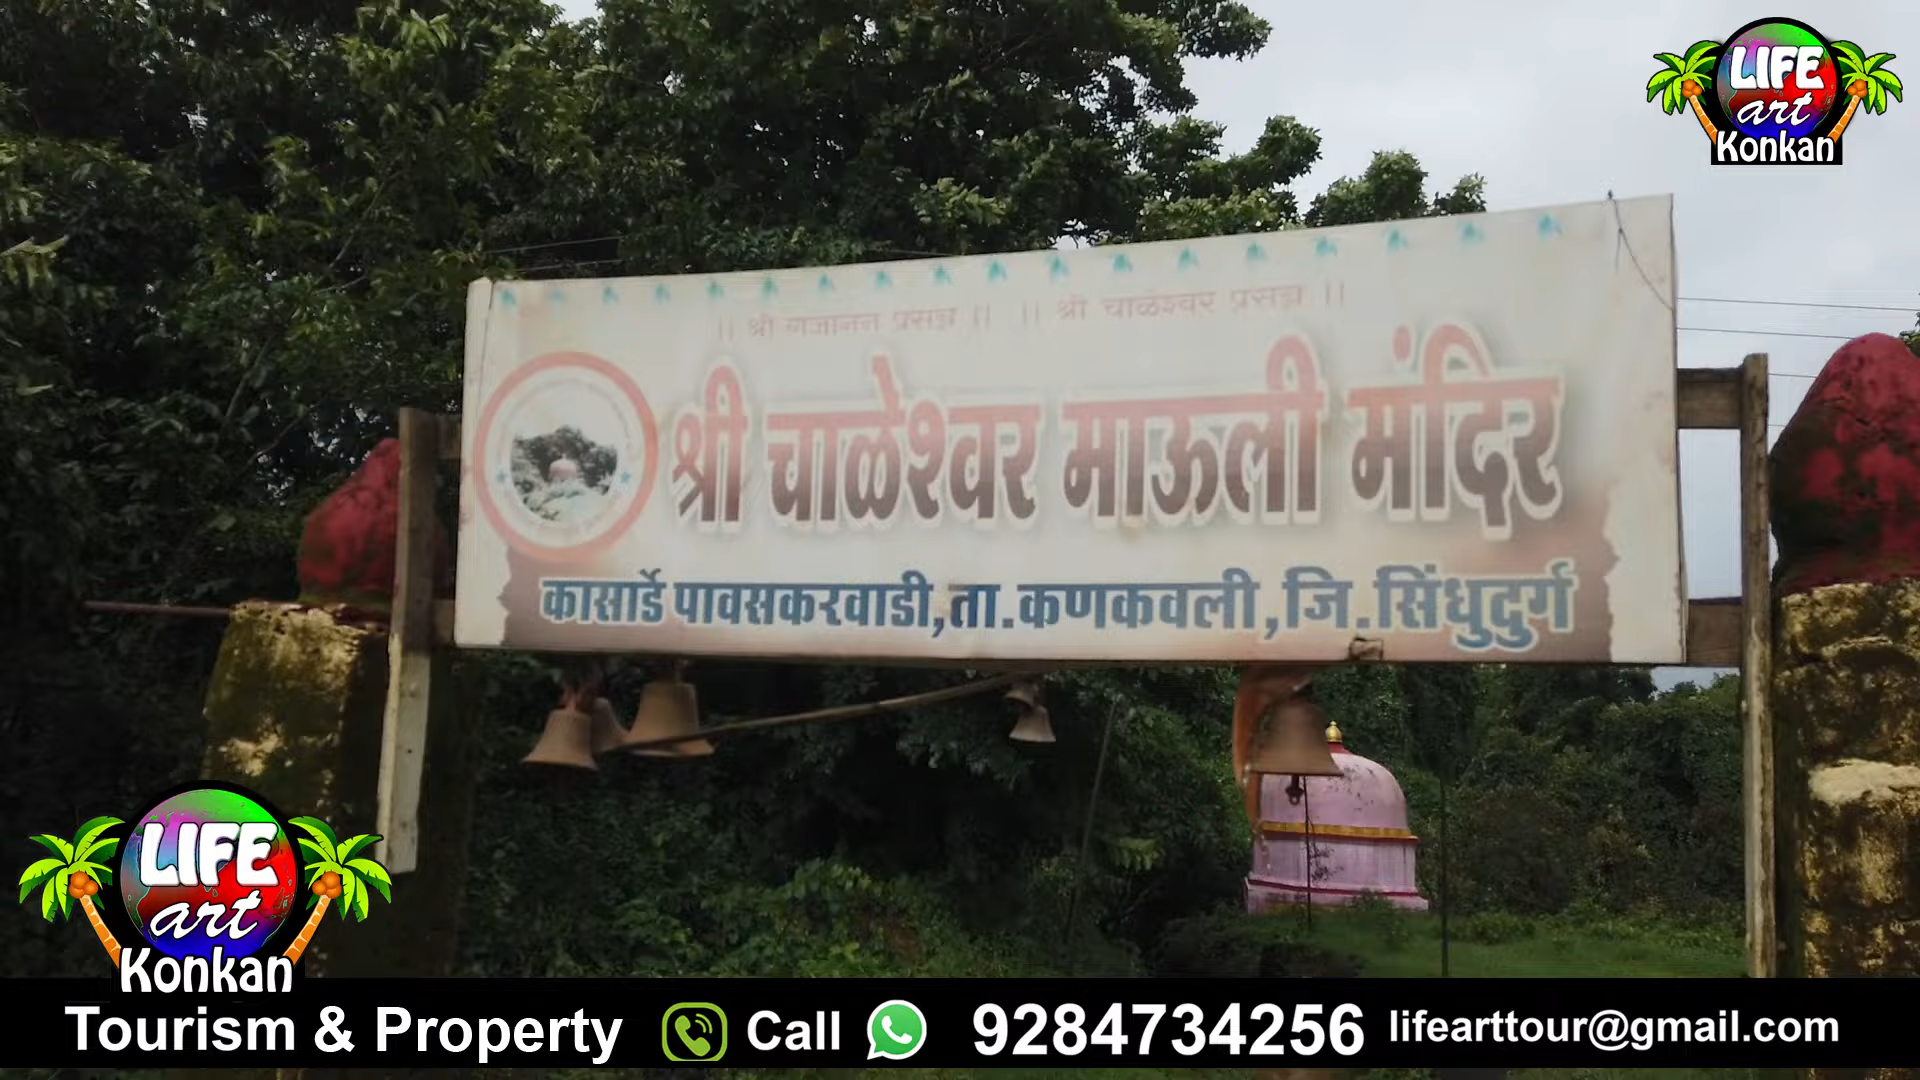 LIFE
art
Konkan
|| श्री गजानन प्रसन्न || || श्री चाळेश्वर प्रसन्न ||
श्री चाळेश्वर माऊली मंदिर
कासार्डे पावसकरवाडी,ता.कणकवली,जि.सिंधुदुर्ग
LIFE
art
Konkan
Tourism & Property Call 9284734256 lifearttour@gmail.com